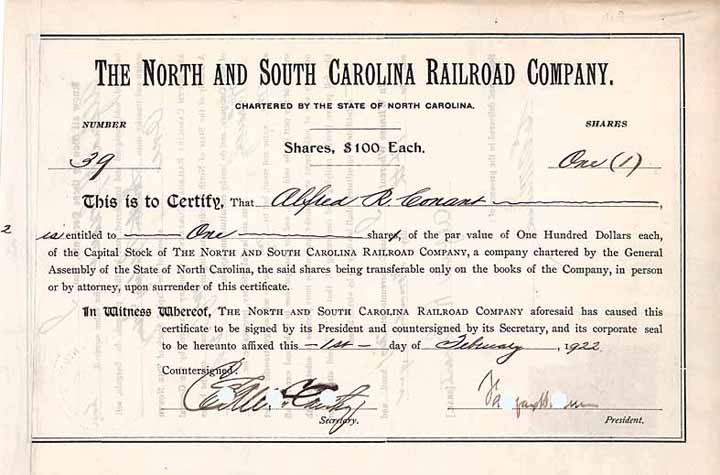 THE NORTH AND SOUTH CAROLINA RAILROAD COMPANY.
CHARTERED BY THE STATE OF NORTH CAROLINA.
NUMBER SHARES
39 Shares, $100 Each. One (1)
This is to Certify, That Alfred R. Conant,
2
is entitled to One share, of the par value of One Hundred Dollars each,
of the Capital Stock of THE NORTH AND SOUTH CAROLINA RAILROAD COMPANY, a company chartered by the General
Assembly of the State of North Carolina, the said shares being transferable only on the books of the Company, in person
or by attorney, upon surrender of this certificate.
In Witness Whereof, THE NORTH AND SOUTH CAROLINA RAILROAD COMPANY aforesaid has caused this
certificate to be signed by its President and countersigned by its Secretary, and its corporate seal
to be hereunto affixed this -1st- day of February, 1922.
Countersigned:
Secretary. President.